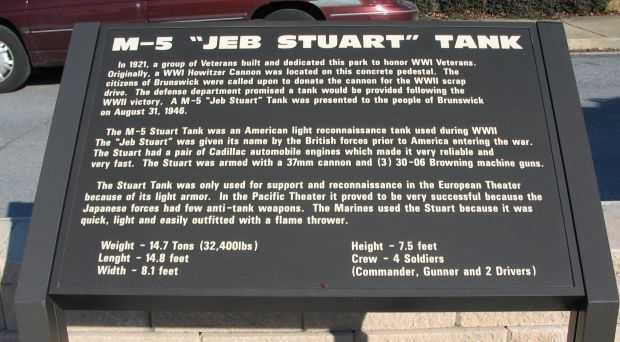 M-5 "JEB STUART" TANK
In 1921, a group of Veterans built and dedicated this park to honor WWI Veterans.
Originally, a WWI Howitzer Cannon was located on this concrete pedestal. The
citizens of Brunswick were called upon to donate the cannon for the WWII scrap
drive. The defense department promised a tank would be provided following the
WWII victory. A M-5 "Jeb Stuart" Tank was presented to the people of Brunswick
on August 31, 1946.
The M-5 Stuart Tank was an American light reconnaissance tank used during WWII
The "Jeb Stuart" was given its name by the British forces prior to America entering the war.
The Stuart had a pair of Cadillac automobile engines which made it very reliable and
very fast. The Stuart was armed with a 37mm cannon and (3) 30-06 Browning machine guns.
The Stuart Tank was only used for support and reconnaissance in the European Theater
because of its light armor. In the Pacific Theater it proved to be very successful because the
Japanese forces had few anti-tank weapons. The Marines used the Stuart because it was
quick, light and easily outfitted with a flame thrower.
Weight - 14.7 Tons (32,400lbs)
Lenght - 14.8 feet
Width - 8.1 feet
Height - 7.5 feet
Crew - 4 Soldiers
(Commander, Gunner and 2 Drivers)